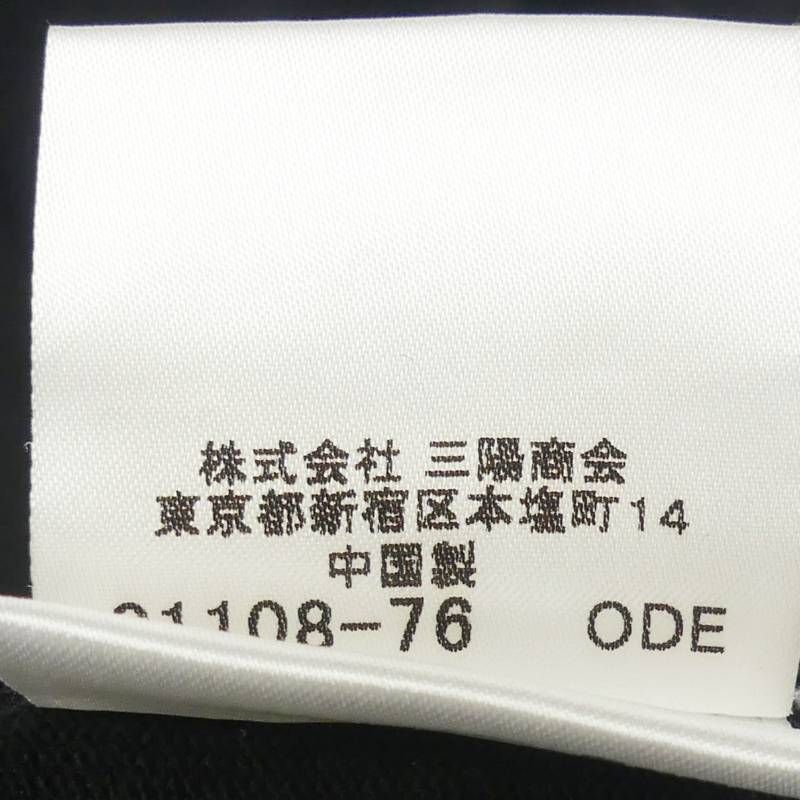 株式会社 三陽商会
東京都新宿区本塩町14
中国製
ODE